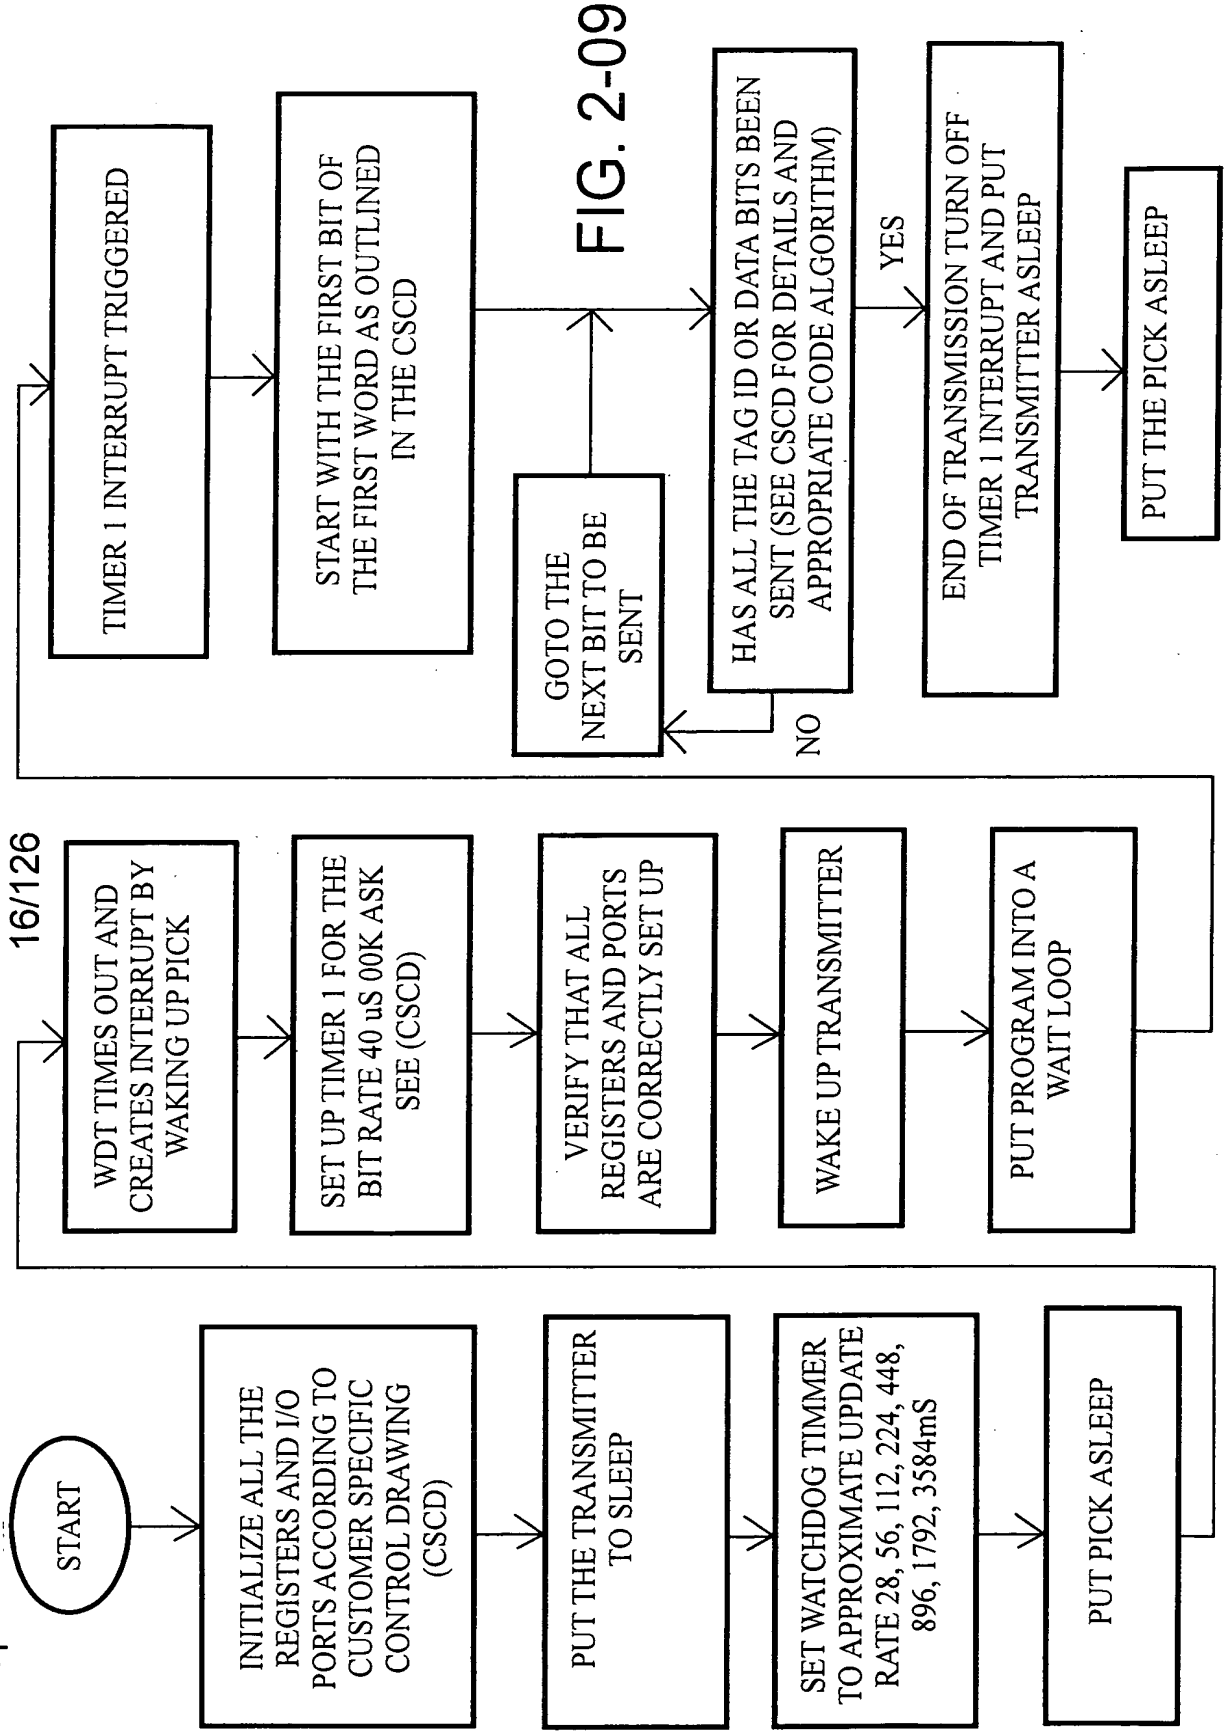 16/126
START
INITIALIZE ALL THE
REGISTERS AND I/O
PORTS ACCORDING TO
CUSTOMER SPECIFIC
CONTROL DRAWING
(CSCD)
PUT THE TRANSMITTER
TO SLEEP
SET WATCHDOG TIMMER
TO APPROXIMATE UPDATE
RATE 28, 56, 112, 224, 448,
896, 1792, 3584mS
PUT PICK ASLEEP
WDT TIMES OUT AND
CREATES INTERRUPT BY
WAKING UP PICK
SET UP TIMER 1 FOR THE
BIT RATE 40 uS 00K ASK
SEE (CSCD)
VERIFY THAT ALL
REGISTERS AND PORTS
ARE CORRECTLY SET UP
WAKE UP TRANSMITTER
PUT PROGRAM INTO A
WAIT LOOP
TIMER 1 INTERRUPT TRIGGERED
START WITH THE FIRST BIT OF
THE FIRST WORD AS OUTLINED
IN THE CSCD
GOTO THE
NEXT BIT TO BE
SENT
HAS ALL THE TAG ID OR DATA BITS BEEN
SENT (SEE CSCD FOR DETAILS AND
APPROPRIATE CODE ALGORITHM)
NO
YES
END OF TRANSMISSION TURN OFF
TIMER 1 INTERRUPT AND PUT
TRANSMITTER ASLEEP
PUT THE PICK ASLEEP
FIG. 2-09